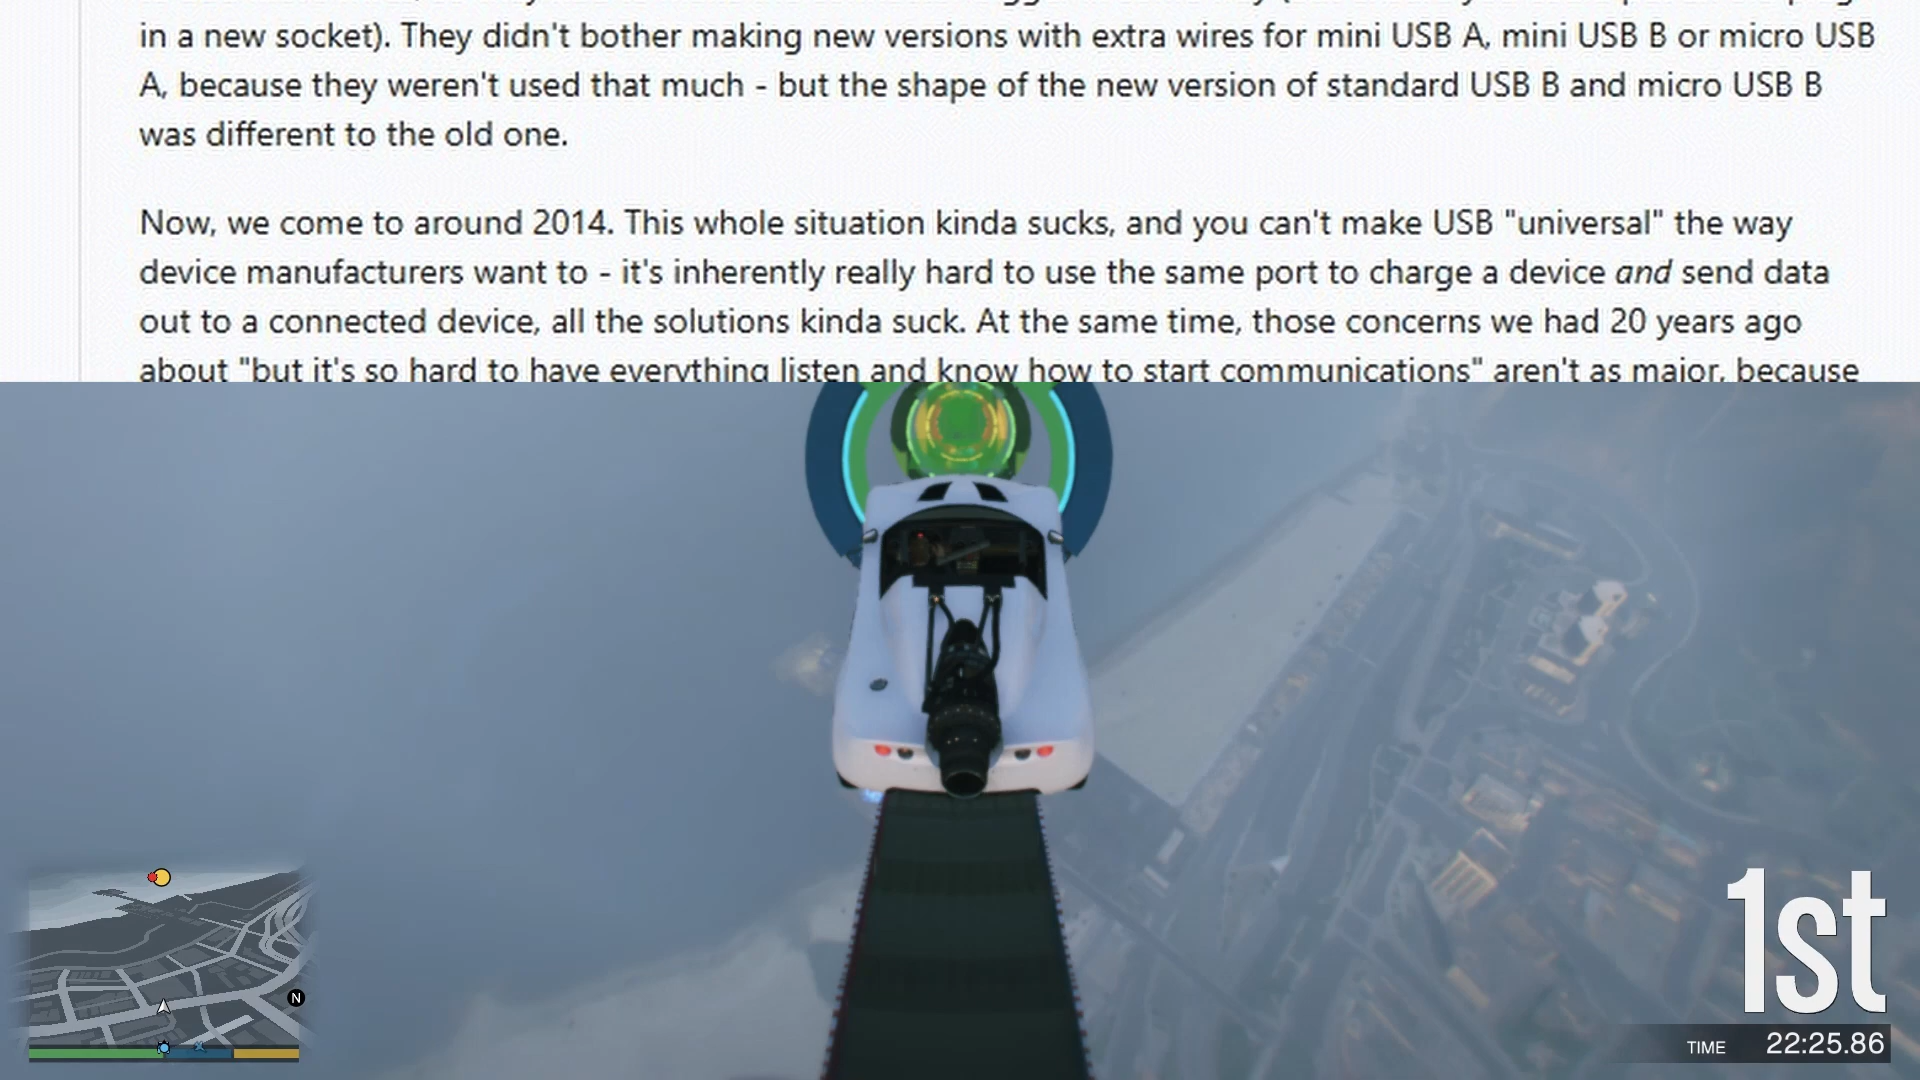 in a new socket). They didn't bother making new versions with extra wires for mini USB A, mini USB B or micro USB
A, because they weren't used that much - but the shape of the new version of standard USB B and micro USB B
was different to the old one.
Now, we come to around 2014. This whole situation kinda sucks, and you can't make USB "universal" the way
device manufacturers want to - it's inherently really hard to use the same port to charge a device and send data
out to a connected device, all the solutions kinda suck. At the same time, those concerns we had 20 years ago
about "but it's so hard to have everything listen and know how to start communications" aren't as major, because
N
1st
TIME 22:25.86